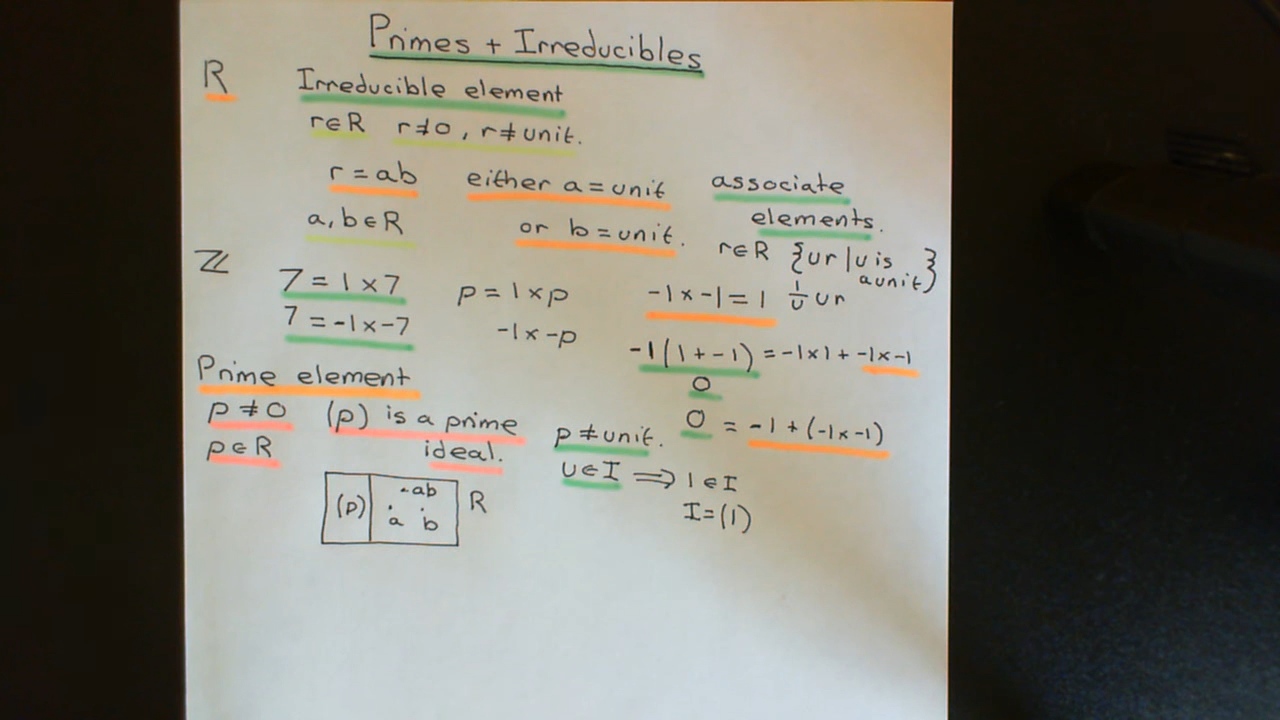 Primes + Irreducibles
R Irreducible element
r∈R r≠0, r≠unit.
r=ab either a=unit
a,b∈R or b=unit.
associate
elements.
r∈R {ur|u is
a unit}
1/u ur
ℤ
7=1×7 p=1×p -1×-1=1
7=-1×-7 -1×-p
-1(1+-1)=-1×1+-1×-1
0
0=-1+(-1×-1)
Prime element
p≠0 (p) is a prime
p∈R ideal.
p≠unit.
u∈I ⟹ 1∈I
I=(1)
(p) ·ab R
a b